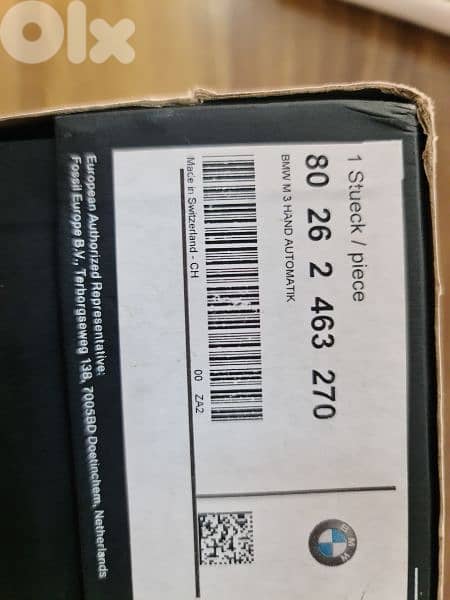 OLX
1 Stueck / piece
80 26 2 463 270
BMW M 3 HAND AUTOMATIK
Made in Switzerland - CH
00 ZA2
BMW
European Authorized Representative:
Fossil Europe B.V., Terborgseweg 138, 7005BD Doetinchem, Netherlands